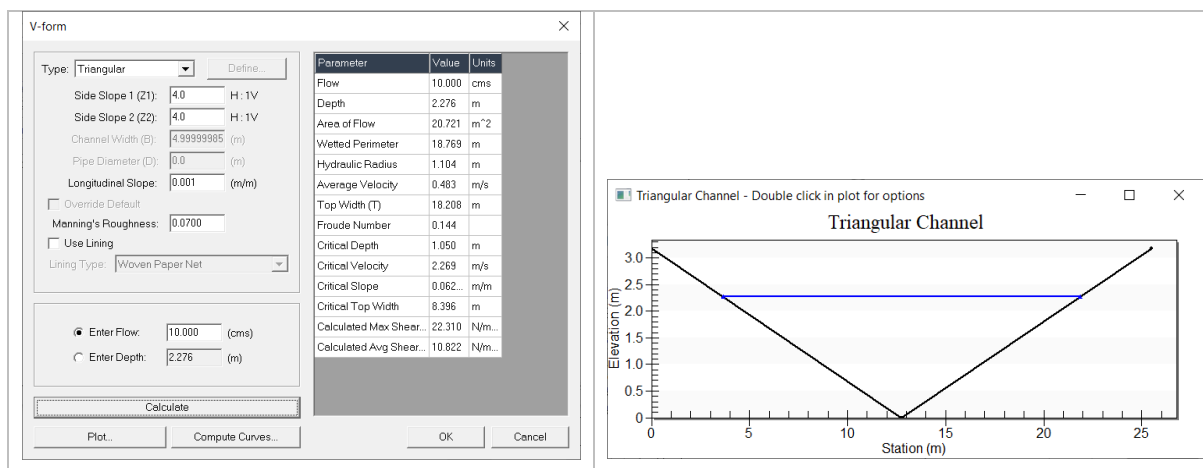 V-form
Type: Triangular Define...
Side Slope 1 (Z1): 4.0 H : 1V
Side Slope 2 (Z2): 4.0 H : 1V
Channel Width (B): 4.99999985 (m)
Pipe Diameter (D): 0.0 (m)
Longitudinal Slope: 0.001 (m/m)
Override Default
Manning's Roughness: 0.0700
Use Lining
Lining Type: Woven Paper Net
Enter Flow: 10.000 (cms)
Enter Depth: 2.276 (m)
Calculate
Plot... Compute Curves... OK Cancel
Parameter Value Units
Flow 10.000 cms
Depth 2.276 m
Area of Flow 20.721 m^2
Wetted Perimeter 18.769 m
Hydraulic Radius 1.104 m
Average Velocity 0.483 m/s
Top Width (T) 18.208 m
Froude Number 0.144
Critical Depth 1.050 m
Critical Velocity 2.269 m/s
Critical Slope 0.062... m/m
Critical Top Width 8.396 m
Calculated Max Shear... 22.310 N/m...
Calculated Avg Shear... 10.822 N/m...
Triangular Channel - Double click in plot for options
Triangular Channel
Elevation (m)
3.0
2.5
2.0
1.5
1.0
0.5
0
0 5 10 15 20 25
Station (m)